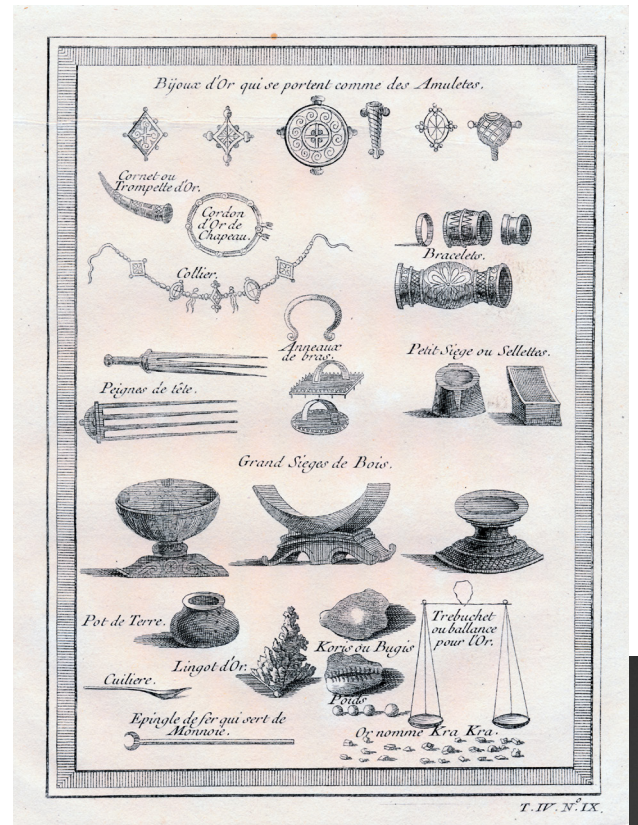 Bijoux d'Or qui se portent comme des Amuletes.
Cornet ou
Trompette d'Or.
Cordon
d'Or de
Chapeau.
Collier.
Bracelets.
Anneaux
de bras.
Petit Siege ou Sellettes.
Peignes de tête.
Grand Sieges de Bois.
Pot de Terre.
Lingot d'Or.
Koris ou Bugis
Trebuchet
ou ballance
pour l'Or.
Cuiliere.
Poids
Epingle de fer qui sert de
Monnoie.
Or nommé Kra Kra.
T. IV. N.º IX.